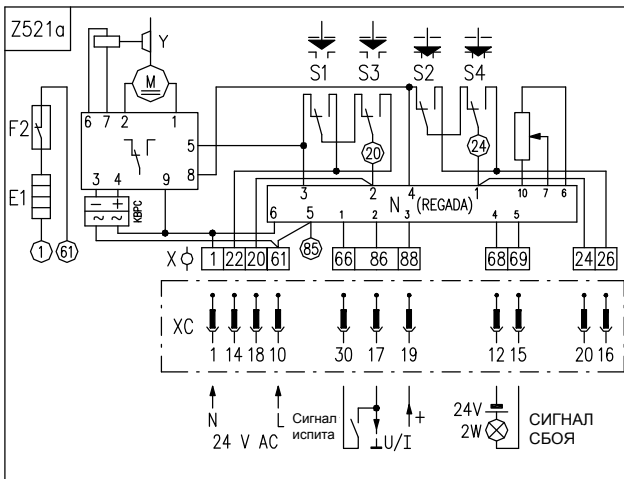 Z521a
Y
S1 S3 S2 S4
M
6 7 2 1
5
8
F2
20 24
3 4 9
3 2 4 1 10 7 6
E1
− +
~ ~
КВРС
N (REGADA)
6 5 1 2 3 4 5
1 61
85
X 1 22 20 61 66 86 88 68 69 24 26
XC
1 14 18 10 30 17 19 12 15 20 16
N L
24 V AC
Сигнал
испита
U/I
+
24V
2W
СИГНАЛ
СБОЯ